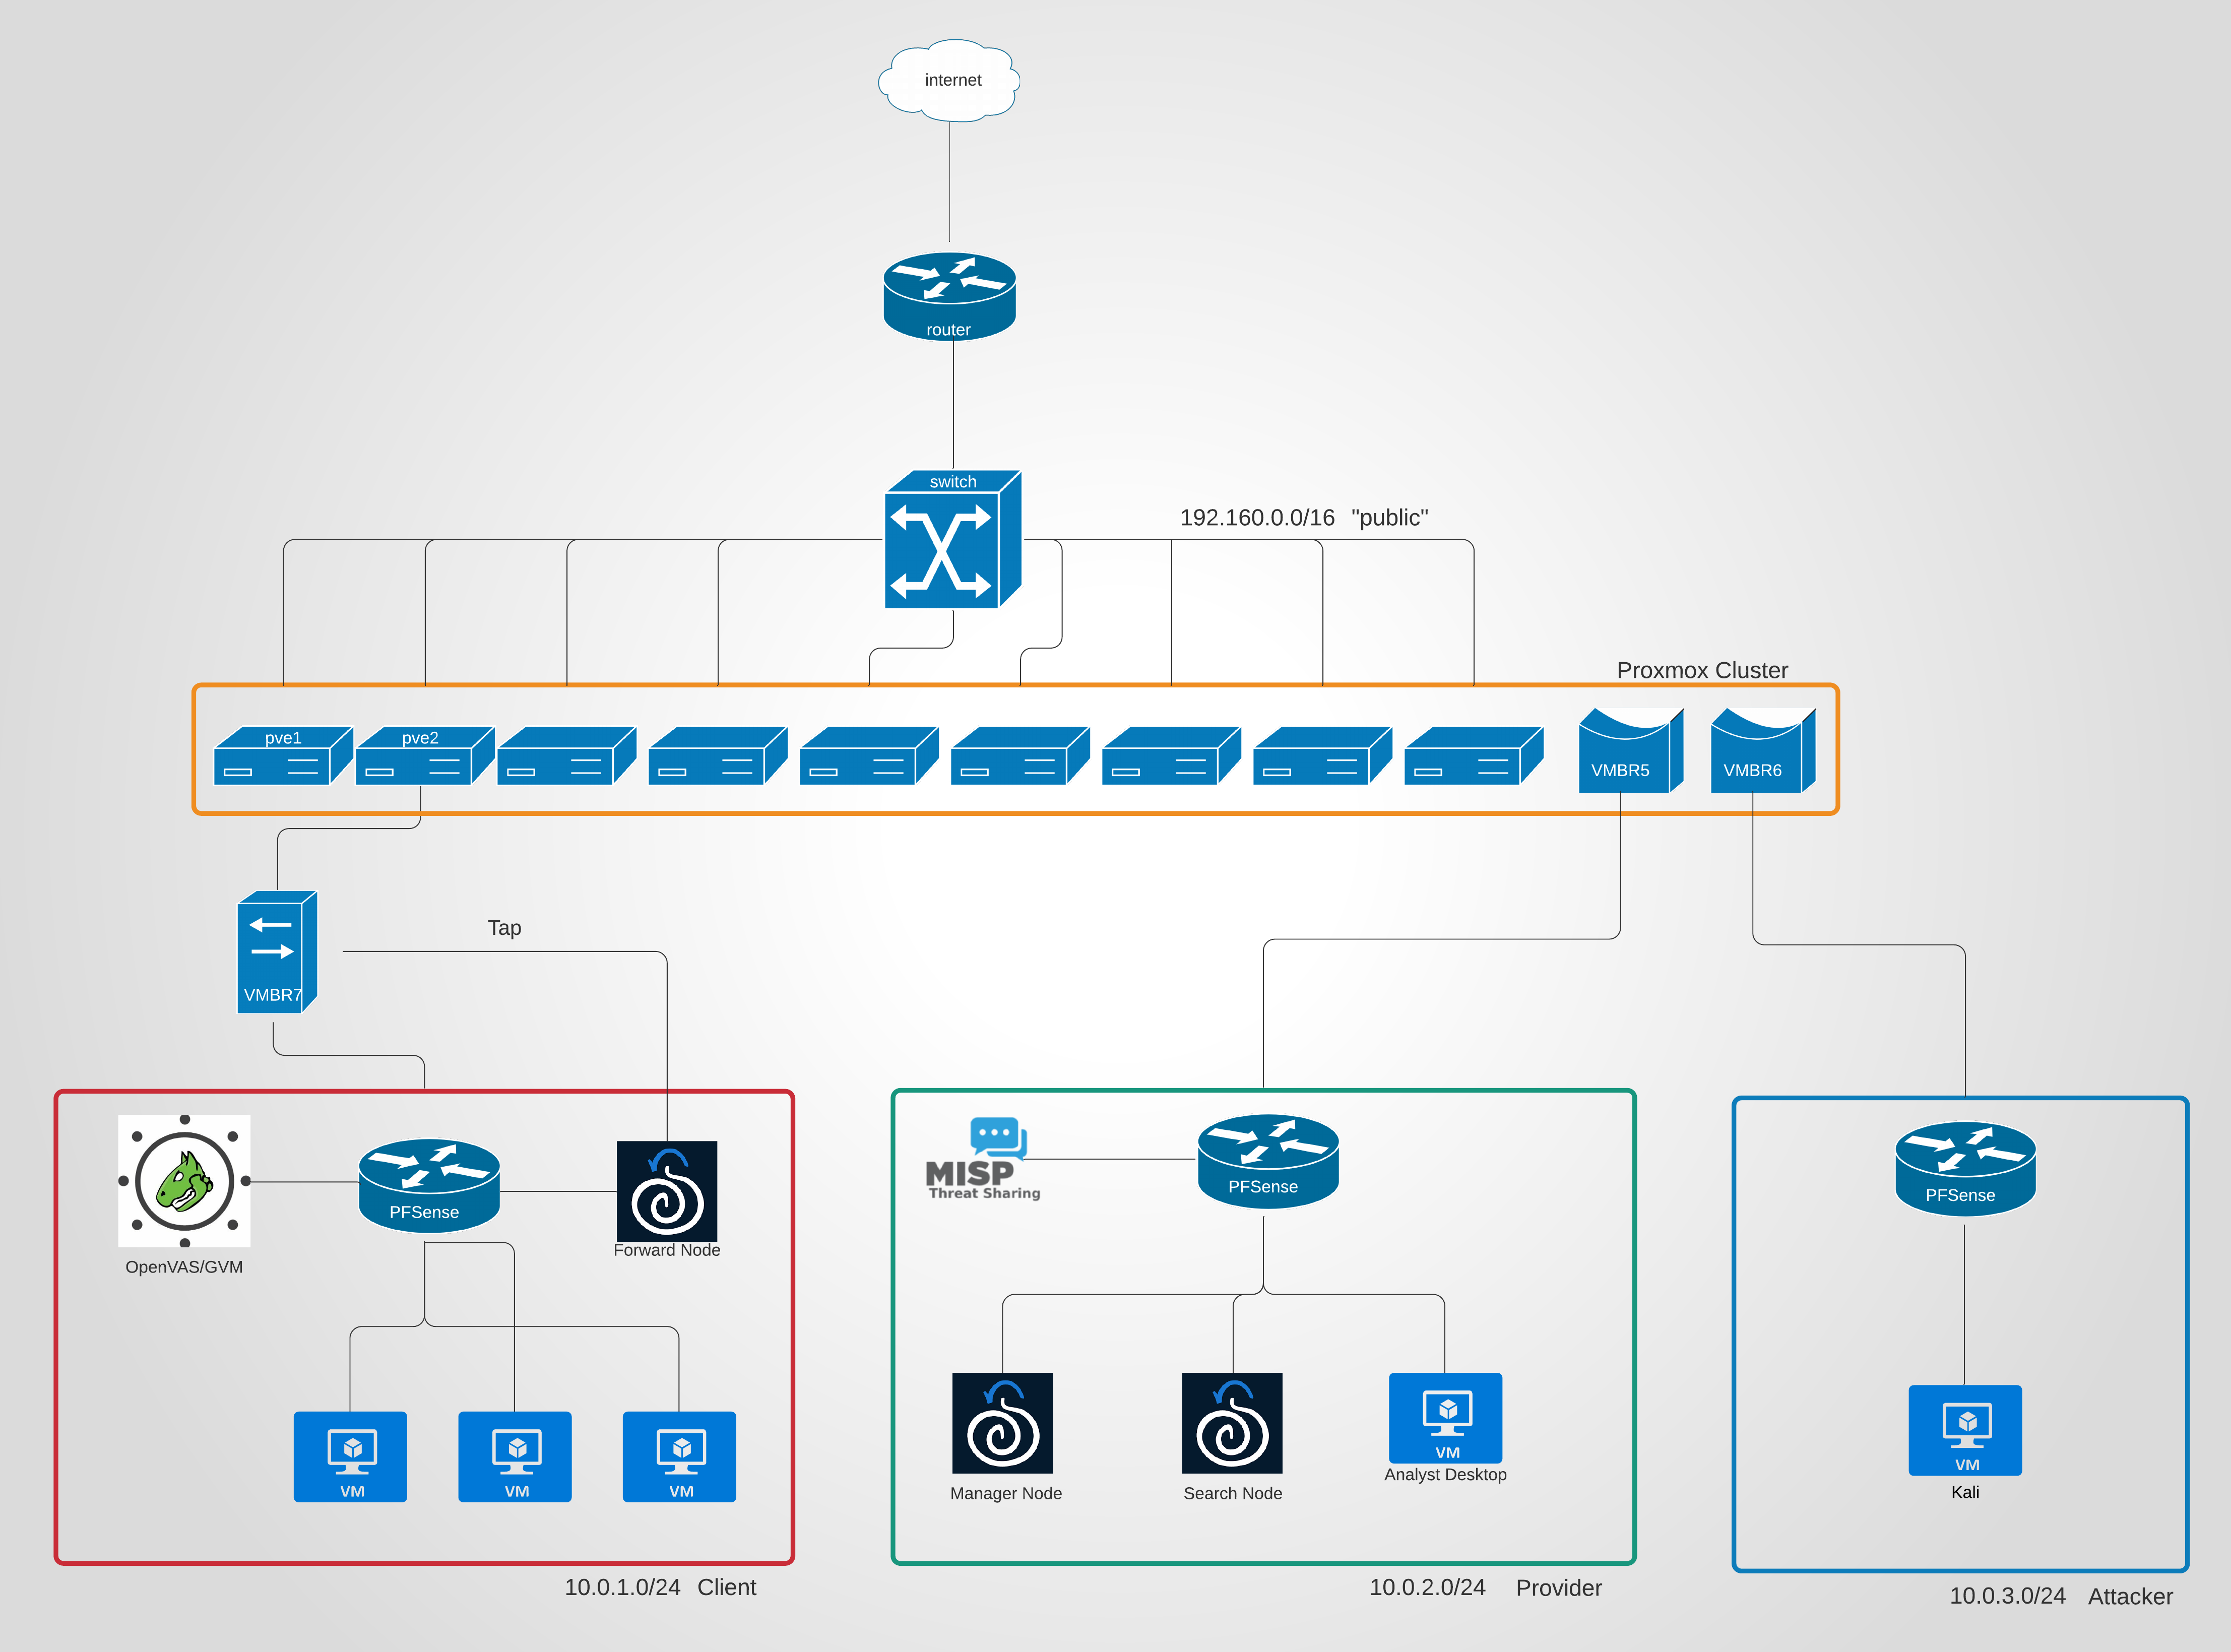 internet
router
switch
192.160.0.0/16 "public"
Proxmox Cluster
pve1
pve2
VMBR5
VMBR6
Tap
VMBR7
MISP
Threat Sharing
PFSense
PFSense
PFSense
OpenVAS/GVM
Forward Node
VM
VM
VM
VM
VM
Manager Node
Search Node
Analyst Desktop
Kali
10.0.1.0/24 Client
10.0.2.0/24 Provider
10.0.3.0/24 Attacker